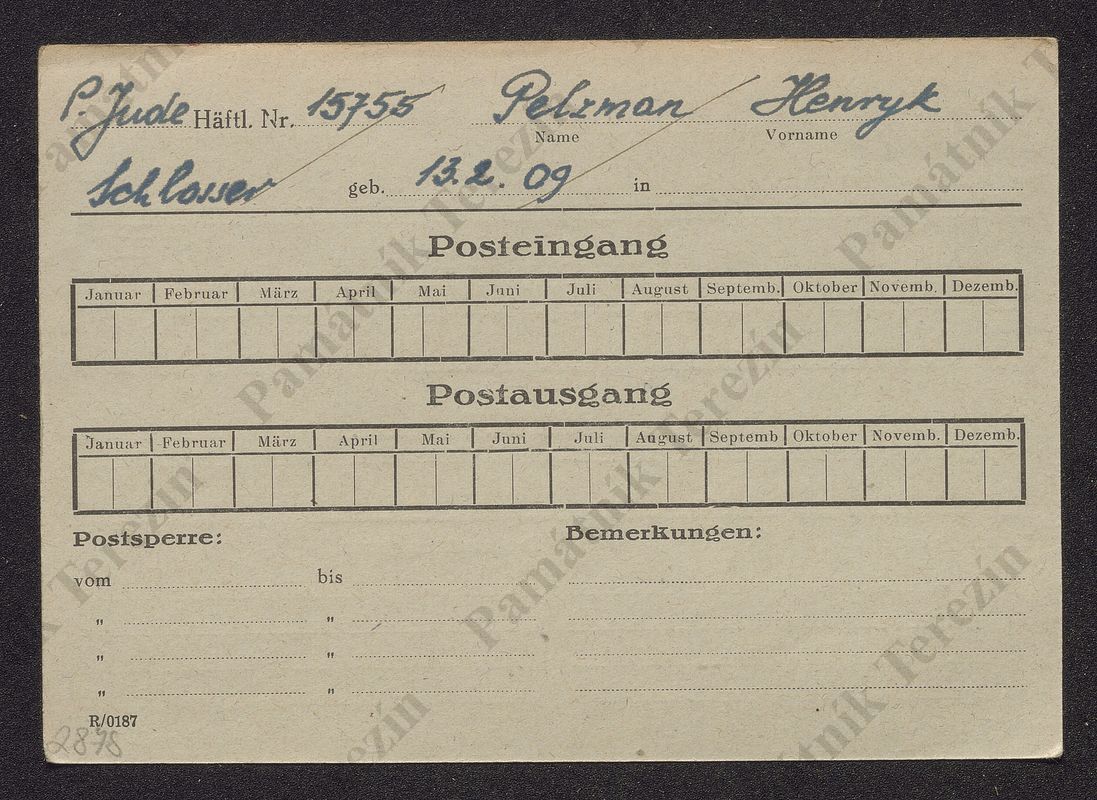 P. Jude Häftl. Nr. 15755 Pelzman Henryk
Name Vorname
Schlosser geb. 13.2.09 in
Posteingang
Januar Februar März April Mai Juni Juli August Septemb. Oktober Novemb. Dezemb.
Postausgang
Januar Februar März April Mai Juni Juli August Septemb Oktober Novemb. Dezemb.
Postsperre: Bemerkungen:
vom bis
" "
" "
" "
R/0187
2878
Památník Terezín